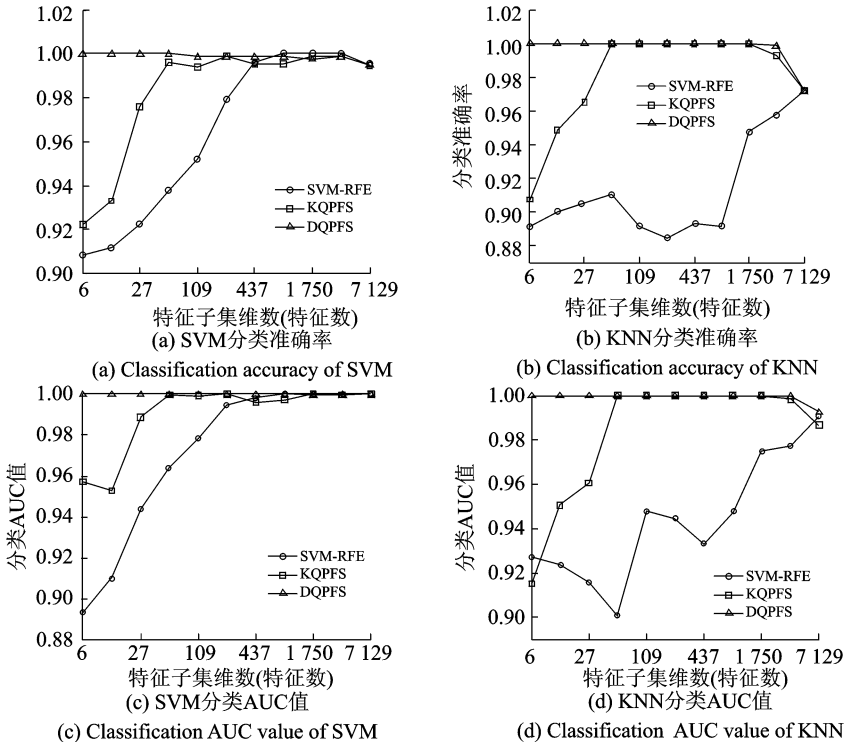 1.02
1.00
0.98
0.96
0.94
0.92
0.90
SVM-RFE
KQPFS
DQPFS
6 27 109 437 1 750 7 129
特征子集维数(特征数)
(a) SVM分类准确率
(a) Classification accuracy of SVM
分类准确率
1.00
0.98
0.96
0.94
0.92
0.90
0.88
SVM-RFE
KQPFS
DQPFS
6 27 109 437 1 750 7 129
特征子集维数(特征数)
(b) KNN分类准确率
(b) Classification accuracy of KNN
分类AUC值
1.00
0.98
0.96
0.94
0.92
0.90
0.88
SVM-RFE
KQPFS
DQPFS
6 27 109 437 1 750 7 129
特征子集维数(特征数)
(c) SVM分类AUC值
(c) Classification AUC value of SVM
分类AUC值
1.00
0.98
0.96
0.94
0.92
0.90
SVM-RFE
KQPFS
DQPFS
6 27 109 437 1 750 7 129
特征子集维数(特征数)
(d) KNN分类AUC值
(d) Classification AUC value of KNN